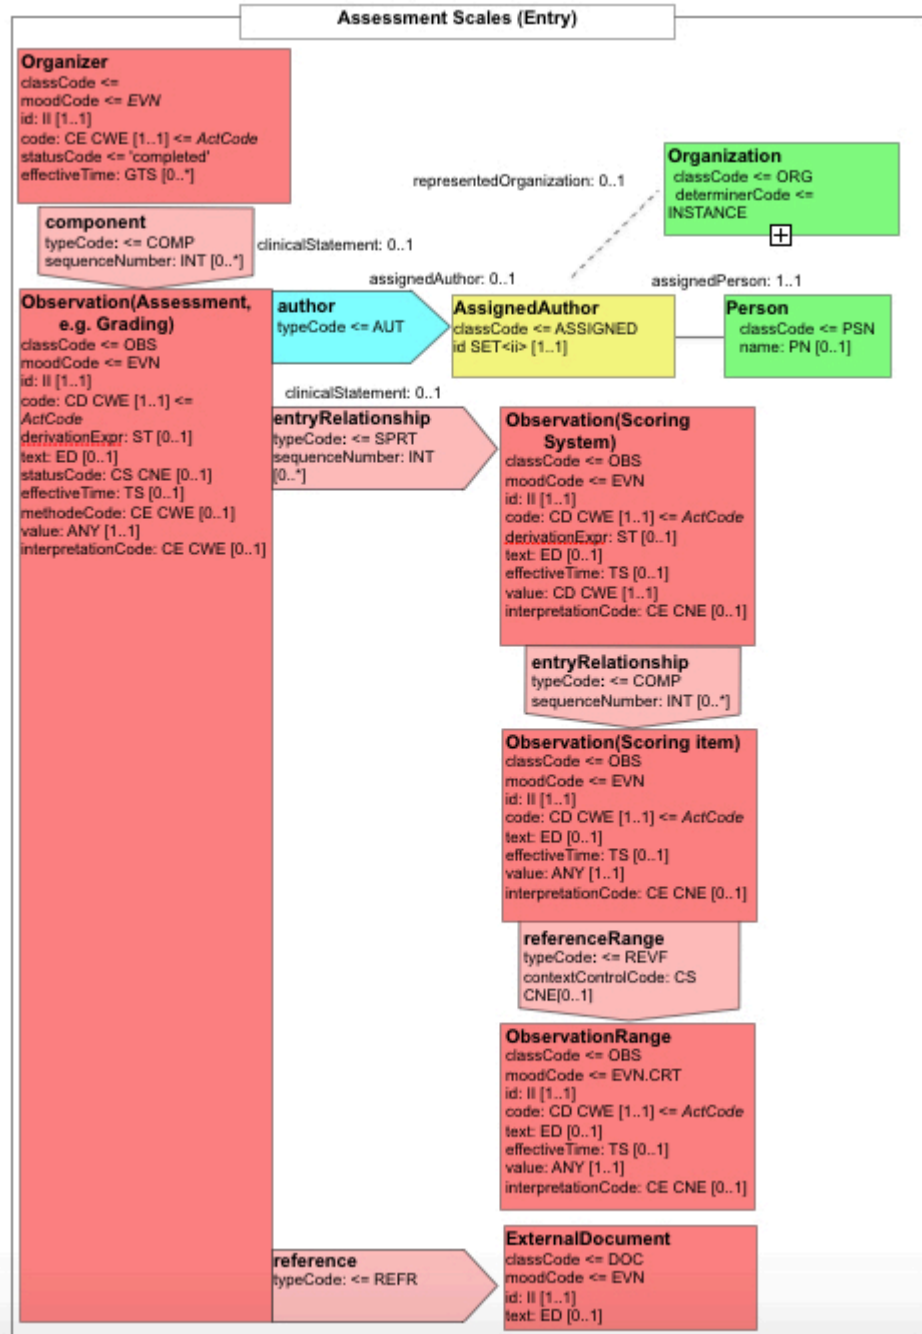 Assessment Scales (Entry)
Organizer
classCode <=
moodCode <= EVN
id: II [1..1]
code: CE CWE [1..1] <= ActCode
statusCode <= 'completed'
effectiveTime: GTS [0..*]
component
typeCode: <= COMP
sequenceNumber: INT [0..*]
clinicalStatement: 0..1
representedOrganization: 0..1
Organization
classCode <= ORG
determinerCode <=
INSTANCE
assignedAuthor: 0..1
assignedPerson: 1..1
Observation(Assessment,
e.g. Grading)
classCode <= OBS
moodCode <= EVN
id: II [1..1]
code: CD CWE [1..1] <=
ActCode
derivationExpr: ST [0..1]
text: ED [0..1]
statusCode: CS CNE [0..1]
effectiveTime: TS [0..1]
methodeCode: CE CWE [0..1]
value: ANY [1..1]
interpretationCode: CE CWE [0..1]
author
typeCode <= AUT
AssignedAuthor
classCode <= ASSIGNED
id SET<ii> [1..1]
Person
classCode <= PSN
name: PN [0..1]
clinicalStatement: 0..1
entryRelationship
typeCode: <= SPRT
sequenceNumber: INT
[0..*]
Observation(Scoring
System)
classCode <= OBS
moodCode <= EVN
id: II [1..1]
code: CD CWE [1..1] <= ActCode
derivationExpr: ST [0..1]
text: ED [0..1]
effectiveTime: TS [0..1]
value: CD CWE [1..1]
interpretationCode: CE CNE [0..1]
entryRelationship
typeCode: <= COMP
sequenceNumber: INT [0..*]
Observation(Scoring item)
classCode <= OBS
moodCode <= EVN
id: II [1..1]
code: CD CWE [1..1] <= ActCode
text: ED [0..1]
effectiveTime: TS [0..1]
value: ANY [1..1]
interpretationCode: CE CNE [0..1]
referenceRange
typeCode: <= REVF
contextControlCode: CS
CNE[0..1]
ObservationRange
classCode <= OBS
moodCode <= EVN.CRT
id: II [1..1]
code: CD CWE [1..1] <= ActCode
text: ED [0..1]
effectiveTime: TS [0..1]
value: ANY [1..1]
interpretationCode: CE CNE [0..1]
reference
typeCode: <= REFR
ExternalDocument
classCode <= DOC
moodCode <= EVN
id: II [1..1]
text: ED [0..1]